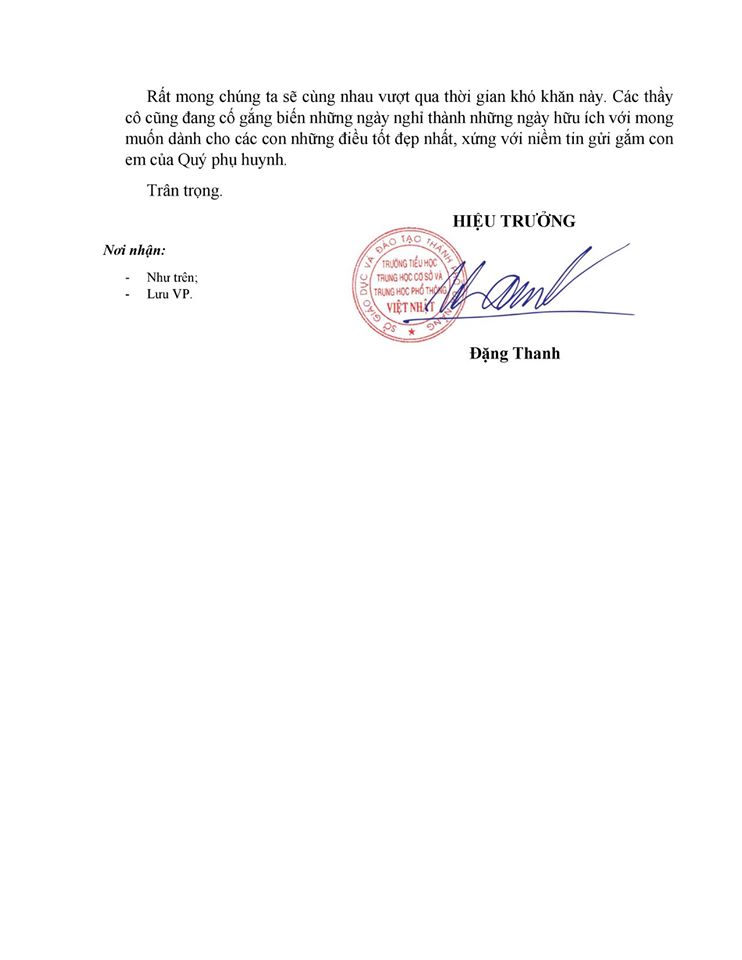 Rất mong chúng ta sẽ cùng nhau vượt qua thời gian khó khăn này. Các thầy
cô cũng đang cố gắng biến những ngày nghỉ thành những ngày hữu ích với mong
muốn dành cho các con những điều tốt đẹp nhất, xứng với niềm tin gửi gắm con
em của Quý phụ huynh.
Trân trọng.
HIỆU TRƯỞNG
Nơi nhận:
- Như trên;
- Lưu VP.
SỞ GIÁO DỤC VÀ ĐÀO TẠO THÀNH
TRƯỜNG TIỂU HỌC
TRUNG HỌC CƠ SỞ VÀ
TRUNG HỌC PHỔ THÔNG
VIỆT NHẬT
Đặng Thanh